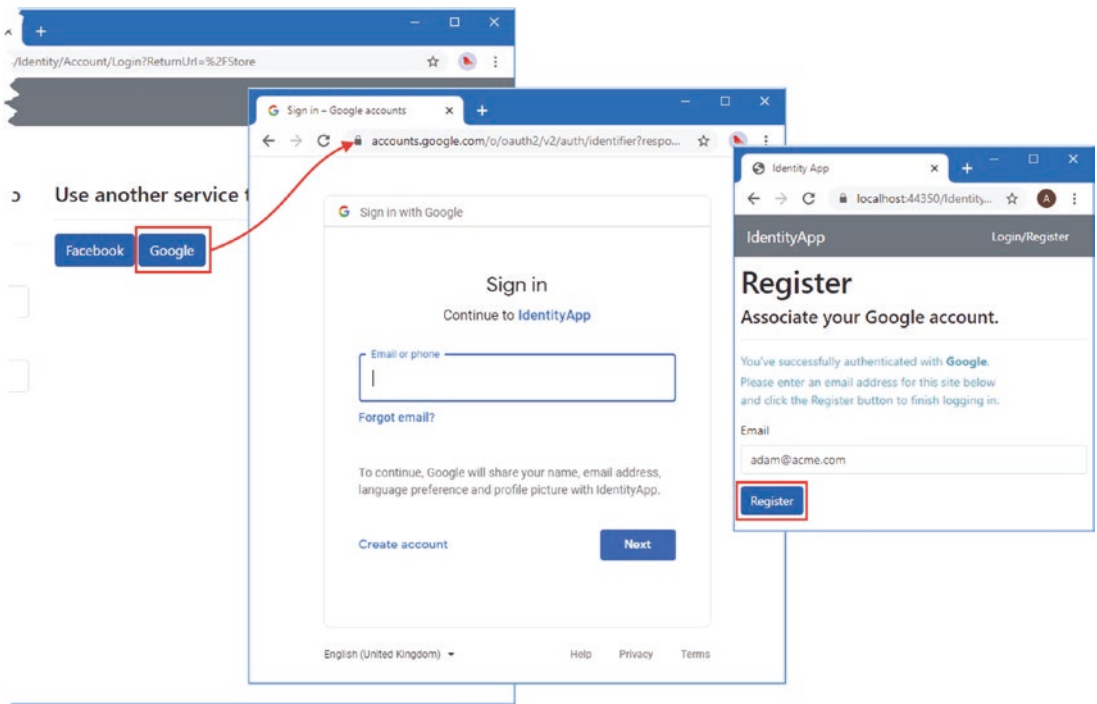 /Identity/Account/Login?ReturnUrl=%2FStore
Use another service t
Facebook
Google
Sign in – Google accounts
accounts.google.com/o/oauth2/v2/auth/identifier?respo...
Sign in with Google
Sign in
Continue to IdentityApp
Email or phone
Forgot email?
To continue, Google will share your name, email address,
language preference and profile picture with IdentityApp.
Create account
Next
English (United Kingdom)
Help
Privacy
Terms
Identity App
localhost:44350/Identity...
A
IdentityApp
Login/Register
Register
Associate your Google account.
You've successfully authenticated with Google.
Please enter an email address for this site below
and click the Register button to finish logging in.
Email
adam@acme.com
Register